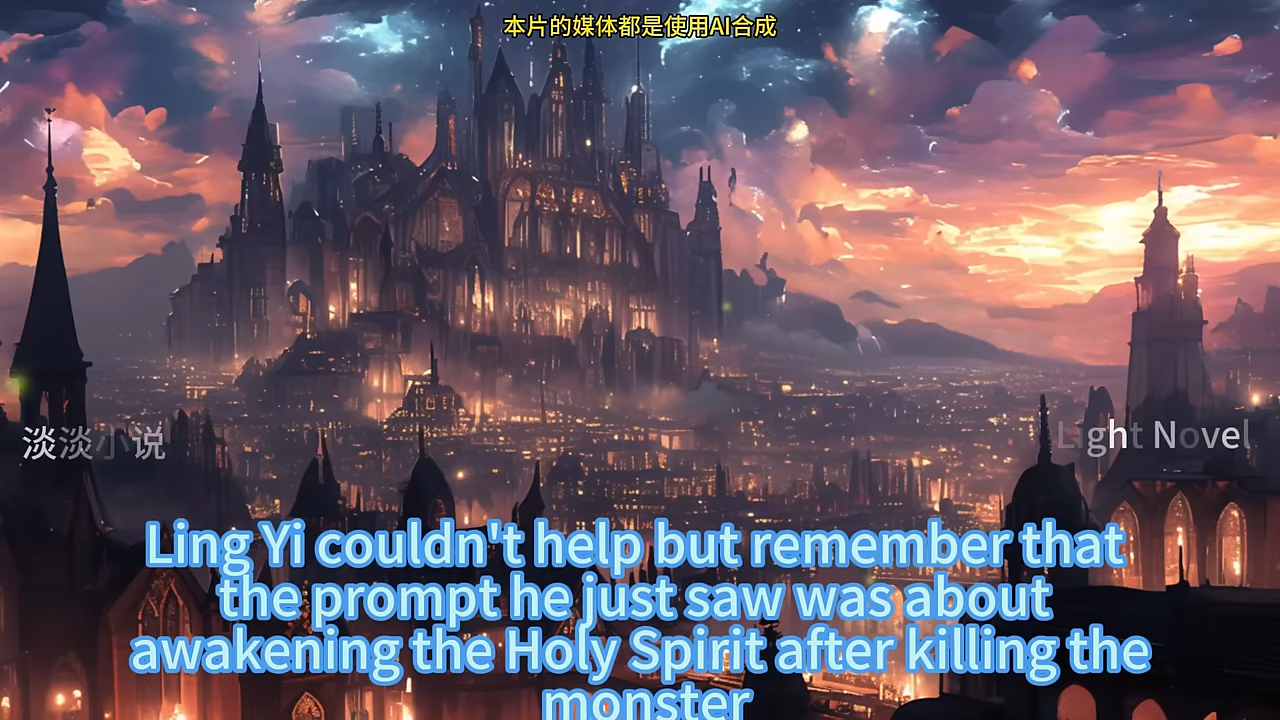 本片的媒体都是使用AI合成
淡淡小说
Light Novel
Ling Yi couldn't help but remember that
the prompt he just saw was about
awakening the Holy Spirit after killing the
monster